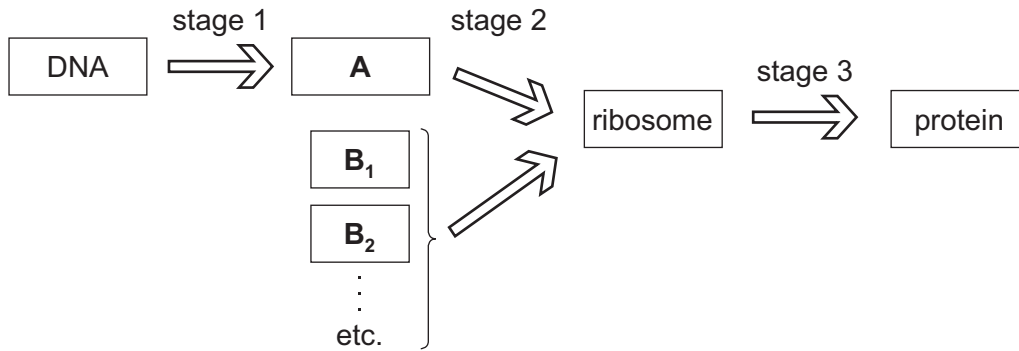 stage 1
stage 2
DNA
A
stage 3
ribosome
protein
B₁
B₂
etc.